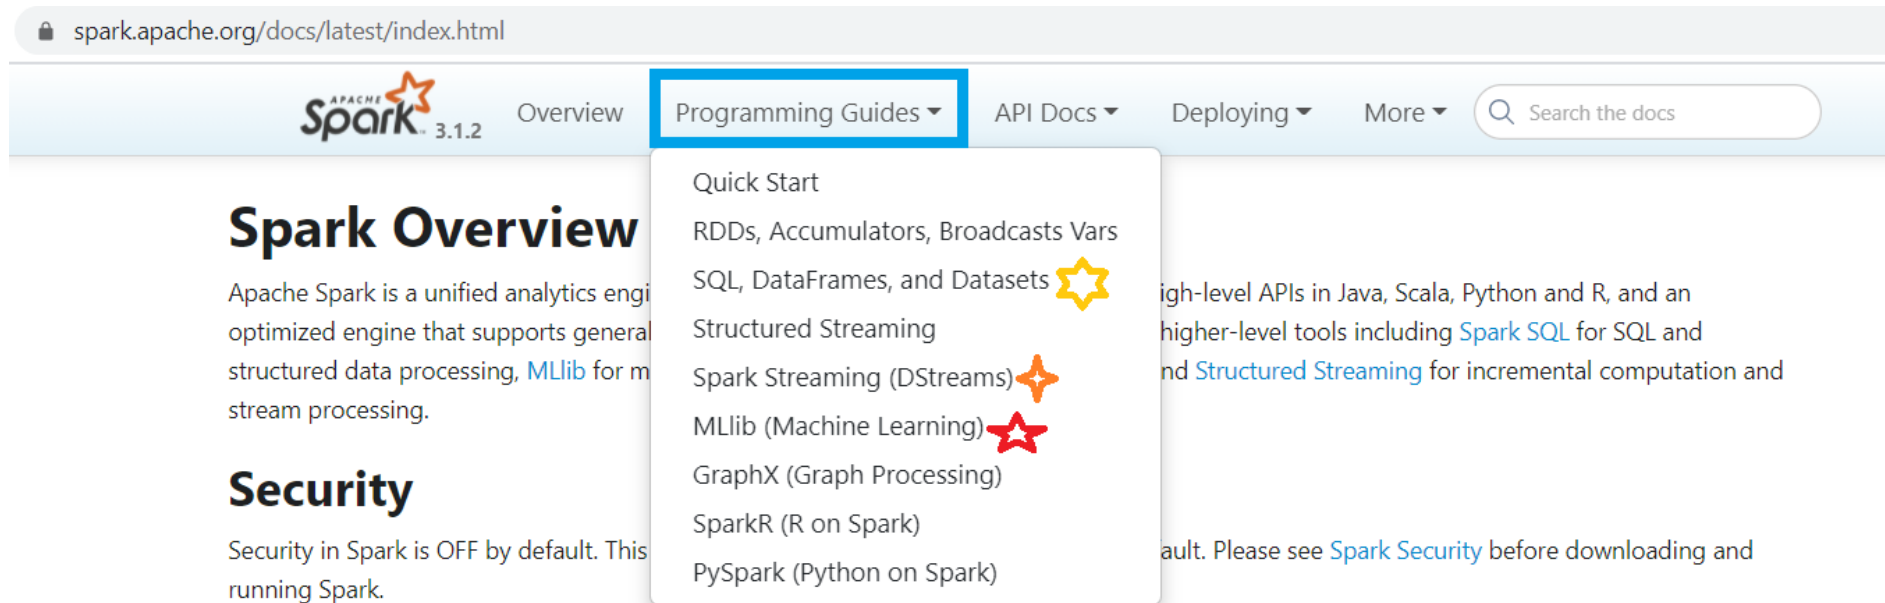 spark.apache.org/docs/latest/index.html
APACHE
Spark 3.1.2 Overview Programming Guides API Docs Deploying More Search the docs
Quick Start
RDDs, Accumulators, Broadcasts Vars
SQL, DataFrames, and Datasets
Structured Streaming
Spark Streaming (DStreams)
MLlib (Machine Learning)
GraphX (Graph Processing)
SparkR (R on Spark)
PySpark (Python on Spark)
Spark Overview
Apache Spark is a unified analytics engi igh-level APIs in Java, Scala, Python and R, and an
optimized engine that supports general higher-level tools including Spark SQL for SQL and
structured data processing, MLlib for m nd Structured Streaming for incremental computation and
stream processing.
Security
Security in Spark is OFF by default. This ault. Please see Spark Security before downloading and
running Spark.